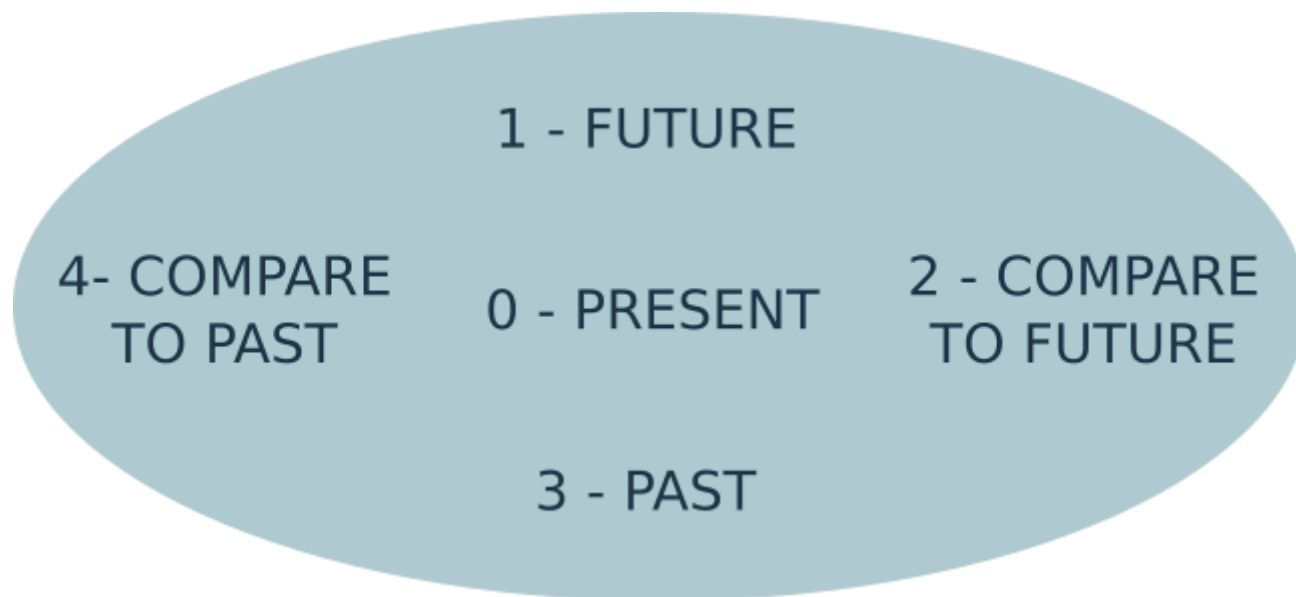 1 - FUTURE
4- COMPARE
TO PAST
0 - PRESENT
2 - COMPARE
TO FUTURE
3 - PAST